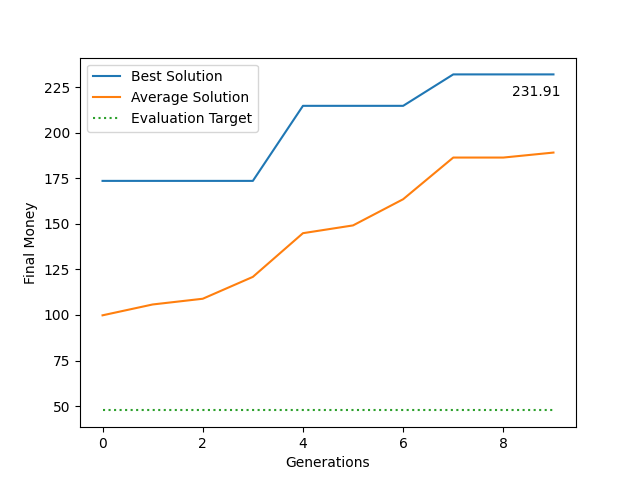 Best Solution
Average Solution
Evaluation Target
231.91
225
200
175
150
125
100
75
50
Final Money
0 2 4 6 8
Generations